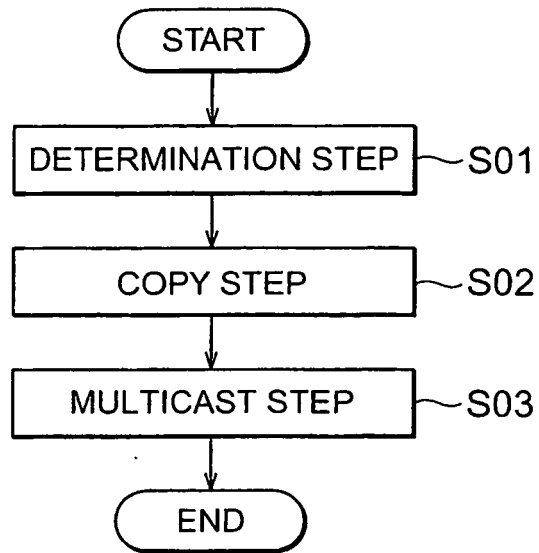 START
DETERMINATION STEP S01
COPY STEP S02
MULTICAST STEP S03
END